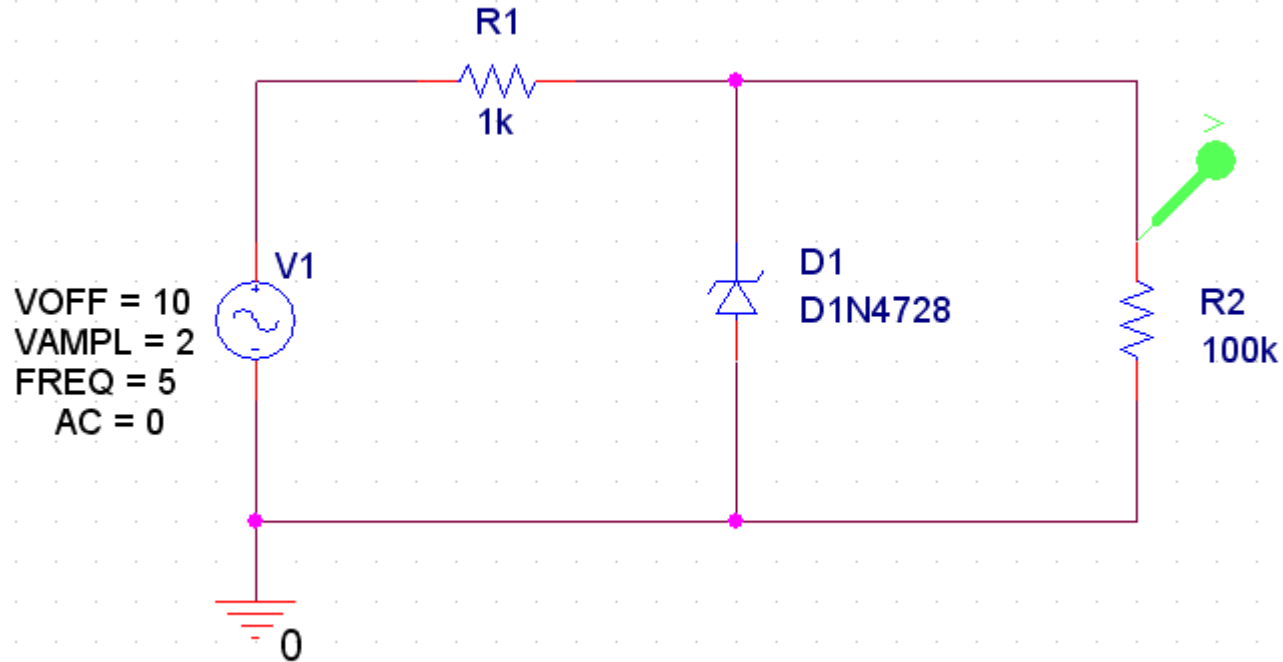 R1
1k
V1
VOFF = 10
VAMPL = 2
FREQ = 5
AC = 0
D1
D1N4728
V
R2
100k
0